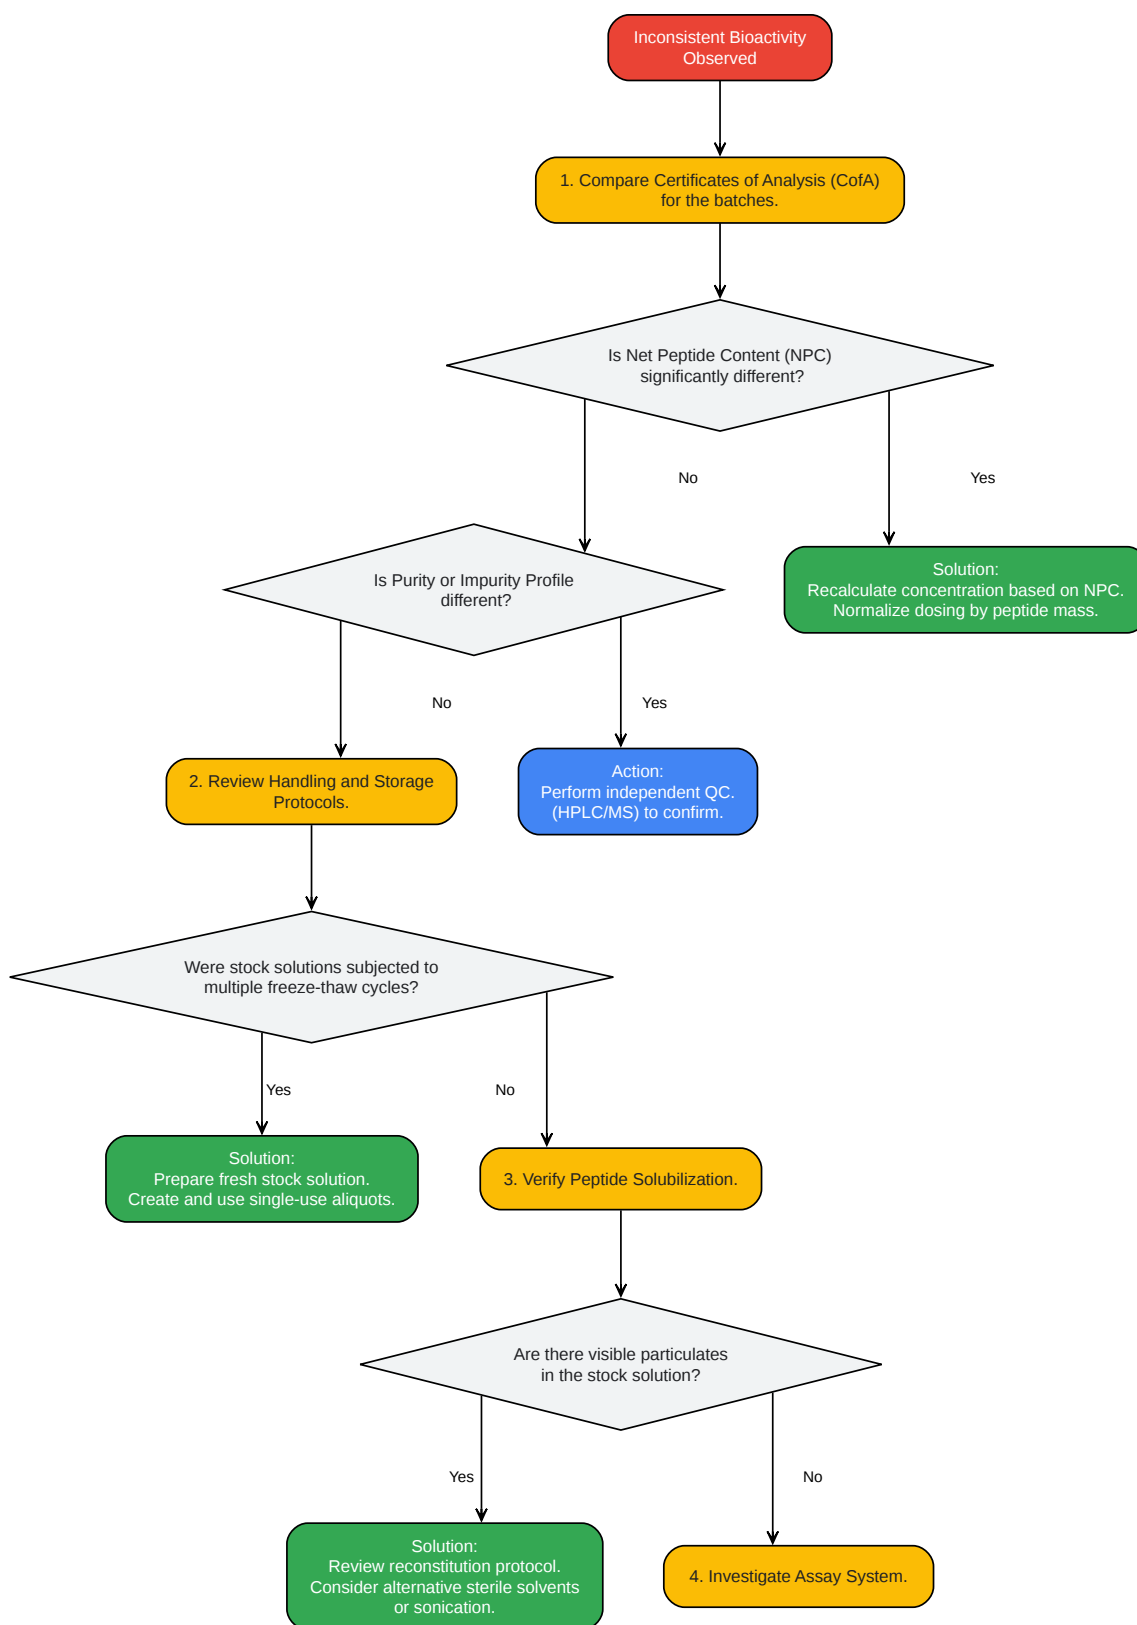 Inconsistent Bioactivity
Observed
1. Compare Certificates of Analysis (CofA)
for the batches.
Is Net Peptide Content (NPC)
significantly different?
No
Yes
Solution:
Recalculate concentration based on NPC.
Normalize dosing by peptide mass.
Is Purity or Impurity Profile
different?
No
Yes
2. Review Handling and Storage
Protocols.
Action:
Perform independent QC.
(HPLC/MS) to confirm.
Were stock solutions subjected to
multiple freeze-thaw cycles?
Yes
No
Solution:
Prepare fresh stock solution.
Create and use single-use aliquots.
3. Verify Peptide Solubilization.
Are there visible particulates
in the stock solution?
Yes
No
Solution:
Review reconstitution protocol.
Consider alternative sterile solvents
or sonication.
4. Investigate Assay System.